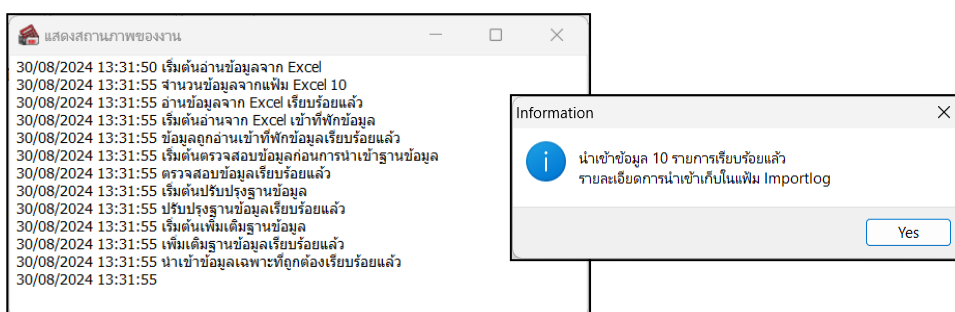 แสดงสถานภาพของงาน
30/08/2024 13:31:50 เริ่มต้นอ่านข้อมูลจาก Excel
30/08/2024 13:31:55 จำนวนข้อมูลจากแฟ้ม Excel 10
30/08/2024 13:31:55 อ่านข้อมูลจาก Excel เรียบร้อยแล้ว
30/08/2024 13:31:55 เริ่มต้นอ่านจาก Excel เข้าที่พักข้อมูล
30/08/2024 13:31:55 ข้อมูลถูกอ่านเข้าที่พักข้อมูลเรียบร้อยแล้ว
30/08/2024 13:31:55 เริ่มต้นตรวจสอบข้อมูลก่อนการนำเข้าฐานข้อมูล
30/08/2024 13:31:55 ตรวจสอบข้อมูลเรียบร้อยแล้ว
30/08/2024 13:31:55 เริ่มต้นปรับปรุงฐานข้อมูล
30/08/2024 13:31:55 ปรับปรุงฐานข้อมูลเรียบร้อยแล้ว
30/08/2024 13:31:55 เริ่มต้นเพิ่มเติมฐานข้อมูล
30/08/2024 13:31:55 เพิ่มเติมฐานข้อมูลเรียบร้อยแล้ว
30/08/2024 13:31:55 นำเข้าข้อมูลเฉพาะที่ถูกต้องเรียบร้อยแล้ว
30/08/2024 13:31:55
Information
นำเข้าข้อมูล 10 รายการเรียบร้อยแล้ว
รายละเอียดการนำเข้าเก็บในแฟ้ม Importlog
Yes